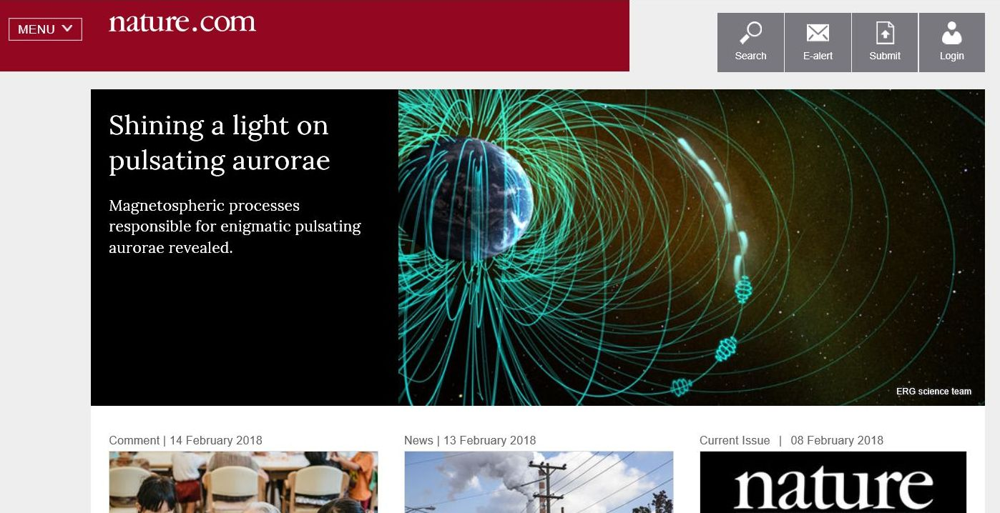 MENU
nature.com
Search
E-alert
Submit
Login
Shining a light on
pulsating aurorae
Magnetospheric processes
responsible for enigmatic pulsating
aurorae revealed.
ERG science team
Comment | 14 February 2018
News | 13 February 2018
Current Issue | 08 February 2018
nature